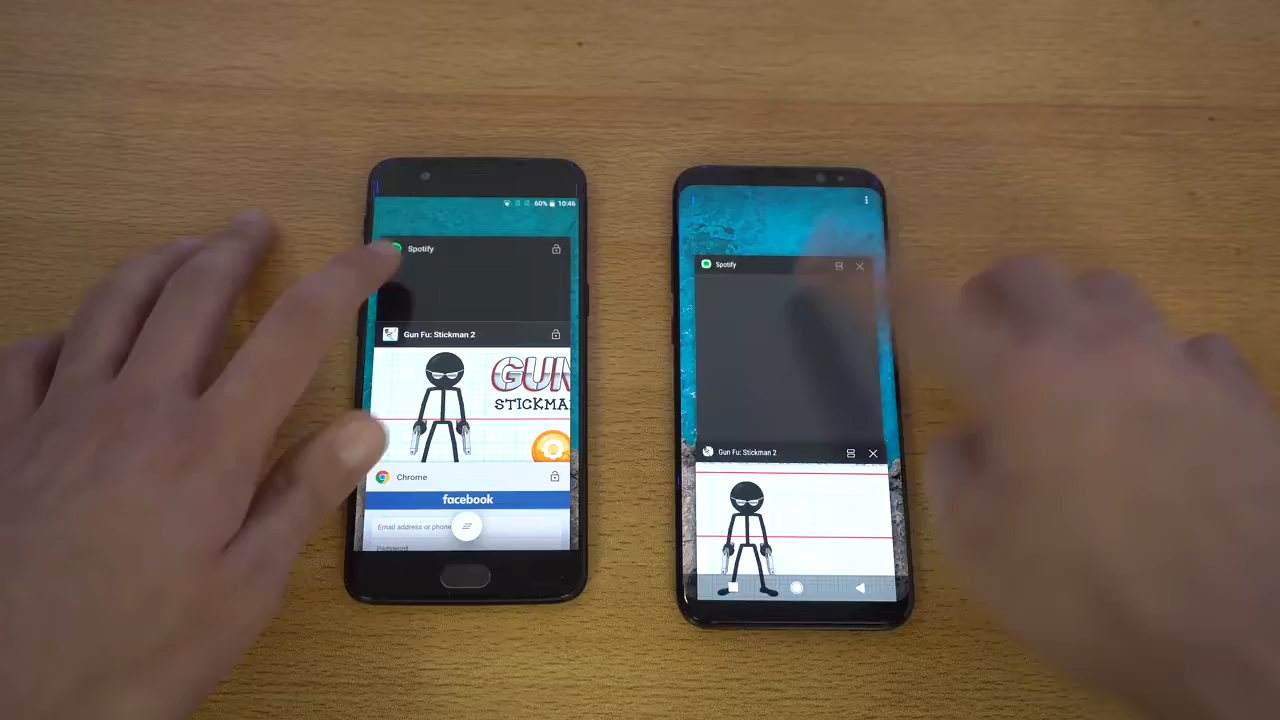 60% 10:46
Spotify
Gun Fu: Stickman 2
GUN
STICKMA
Chrome
facebook
Email address or phone
Password
Spotify
Gun Fu: Stickman 2